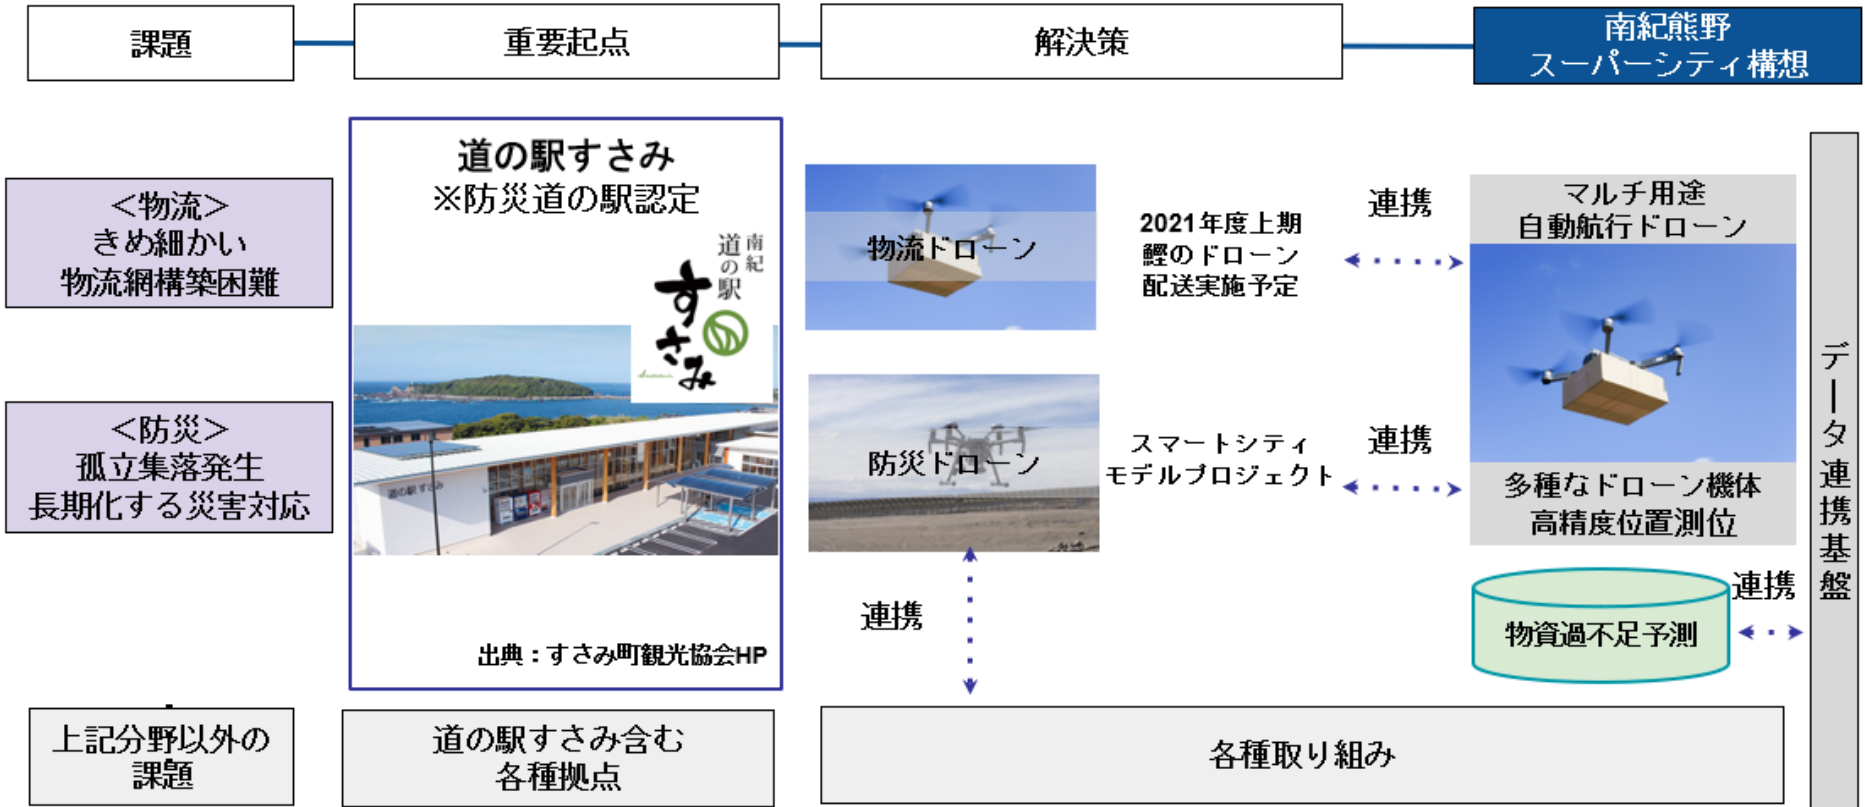 課題
重要起点
解決策
南紀熊野
スーパーシティ構想
＜物流＞
きめ細かい
物流網構築困難
＜防災＞
孤立集落発生
長期化する災害対応
道の駅すさみ
※防災道の駅認定
南紀
道の駅
すさみ
道の駅 すさみ
出典：すさみ町観光協会HP
物流ドローン
2021年度上期
鰹のドローン
配送実施予定
連携
防災ドローン
スマートシティ
モデルプロジェクト
連携
連携
マルチ用途
自動航行ドローン
多種なドローン機体
高精度位置測位
物資過不足予測
連携
データ連携基盤
上記分野以外の
課題
道の駅すさみ含む
各種拠点
各種取り組み